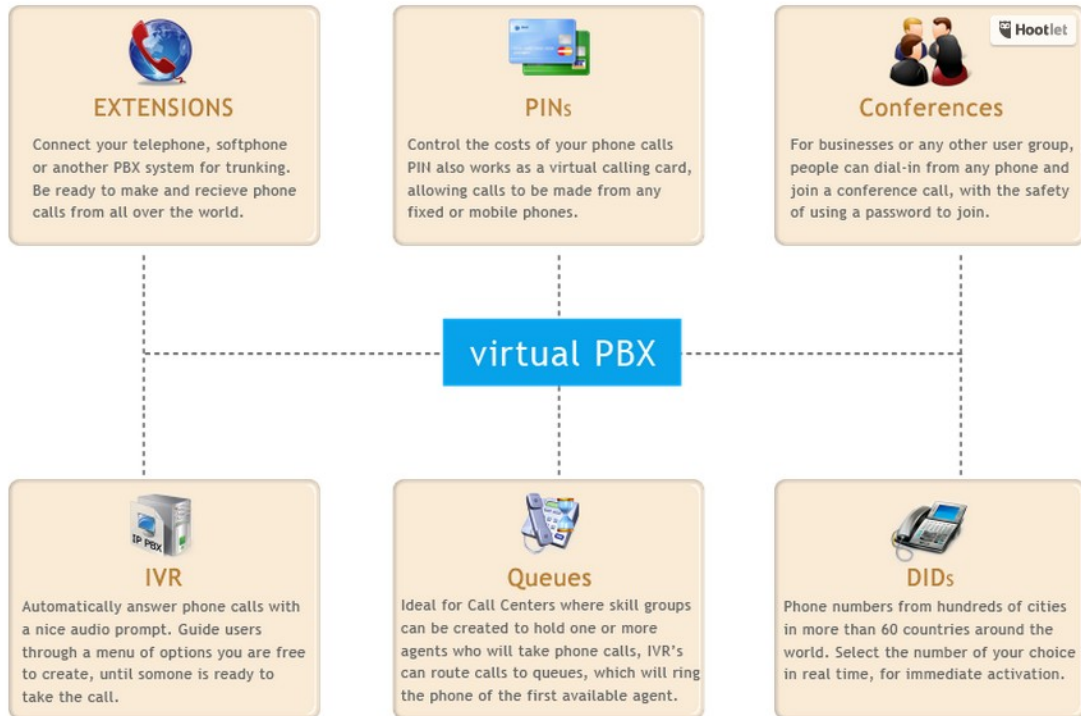 Hootlet
EXTENSIONS
Connect your telephone, softphone
or another PBX system for trunking.
Be ready to make and recieve phone
calls from all over the world.
PINs
Control the costs of your phone calls
PIN also works as a virtual calling card,
allowing calls to be made from any
fixed or mobile phones.
Conferences
For businesses or any other user group,
people can dial-in from any phone and
join a conference call, with the safety
of using a password to join.
virtual PBX
IP PBX
IVR
Automatically answer phone calls with
a nice audio prompt. Guide users
through a menu of options you are free
to create, until somone is ready to
take the call.
Queues
Ideal for Call Centers where skill groups
can be created to hold one or more
agents who will take phone calls, IVR's
can route calls to queues, which will ring
the phone of the first available agent.
DIDs
Phone numbers from hundreds of cities
in more than 60 countries around the
world. Select the number of your choice
in real time, for immediate activation.